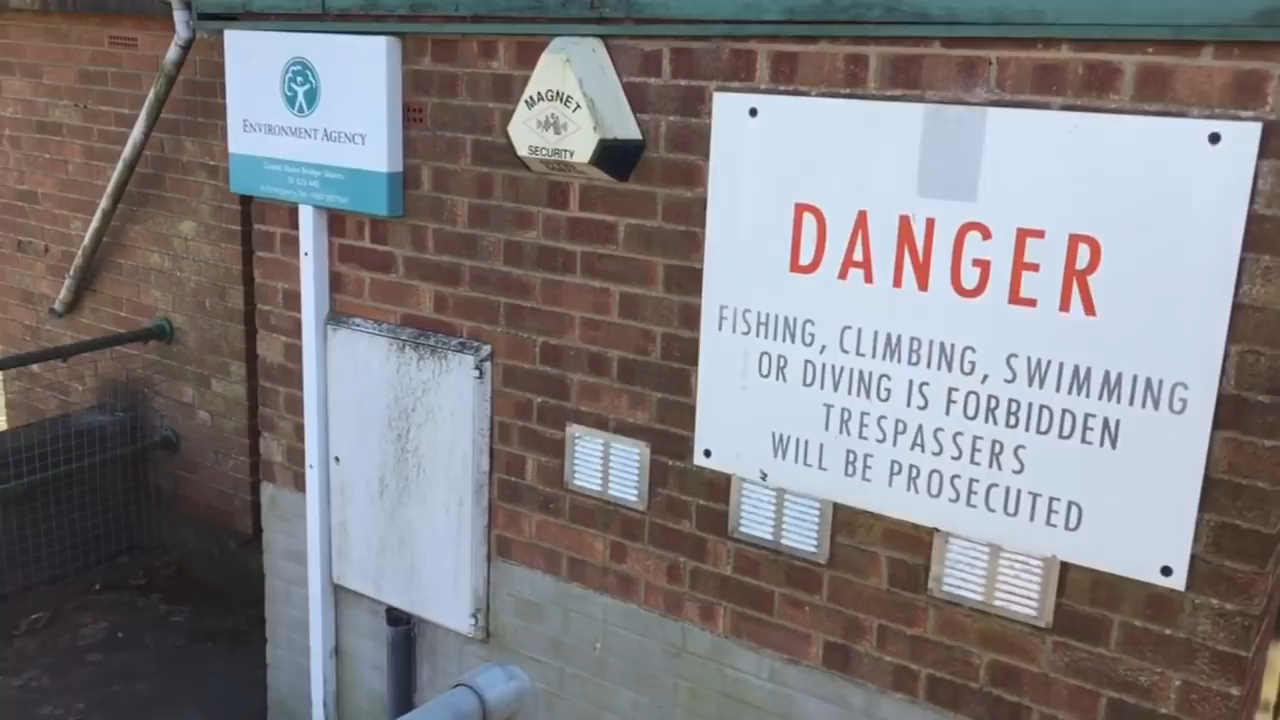 ENVIRONMENT AGENCY
MAGNET
SECURITY
DANGER
FISHING, CLIMBING, SWIMMING
OR DIVING IS FORBIDDEN
TRESPASSERS
WILL BE PROSECUTED